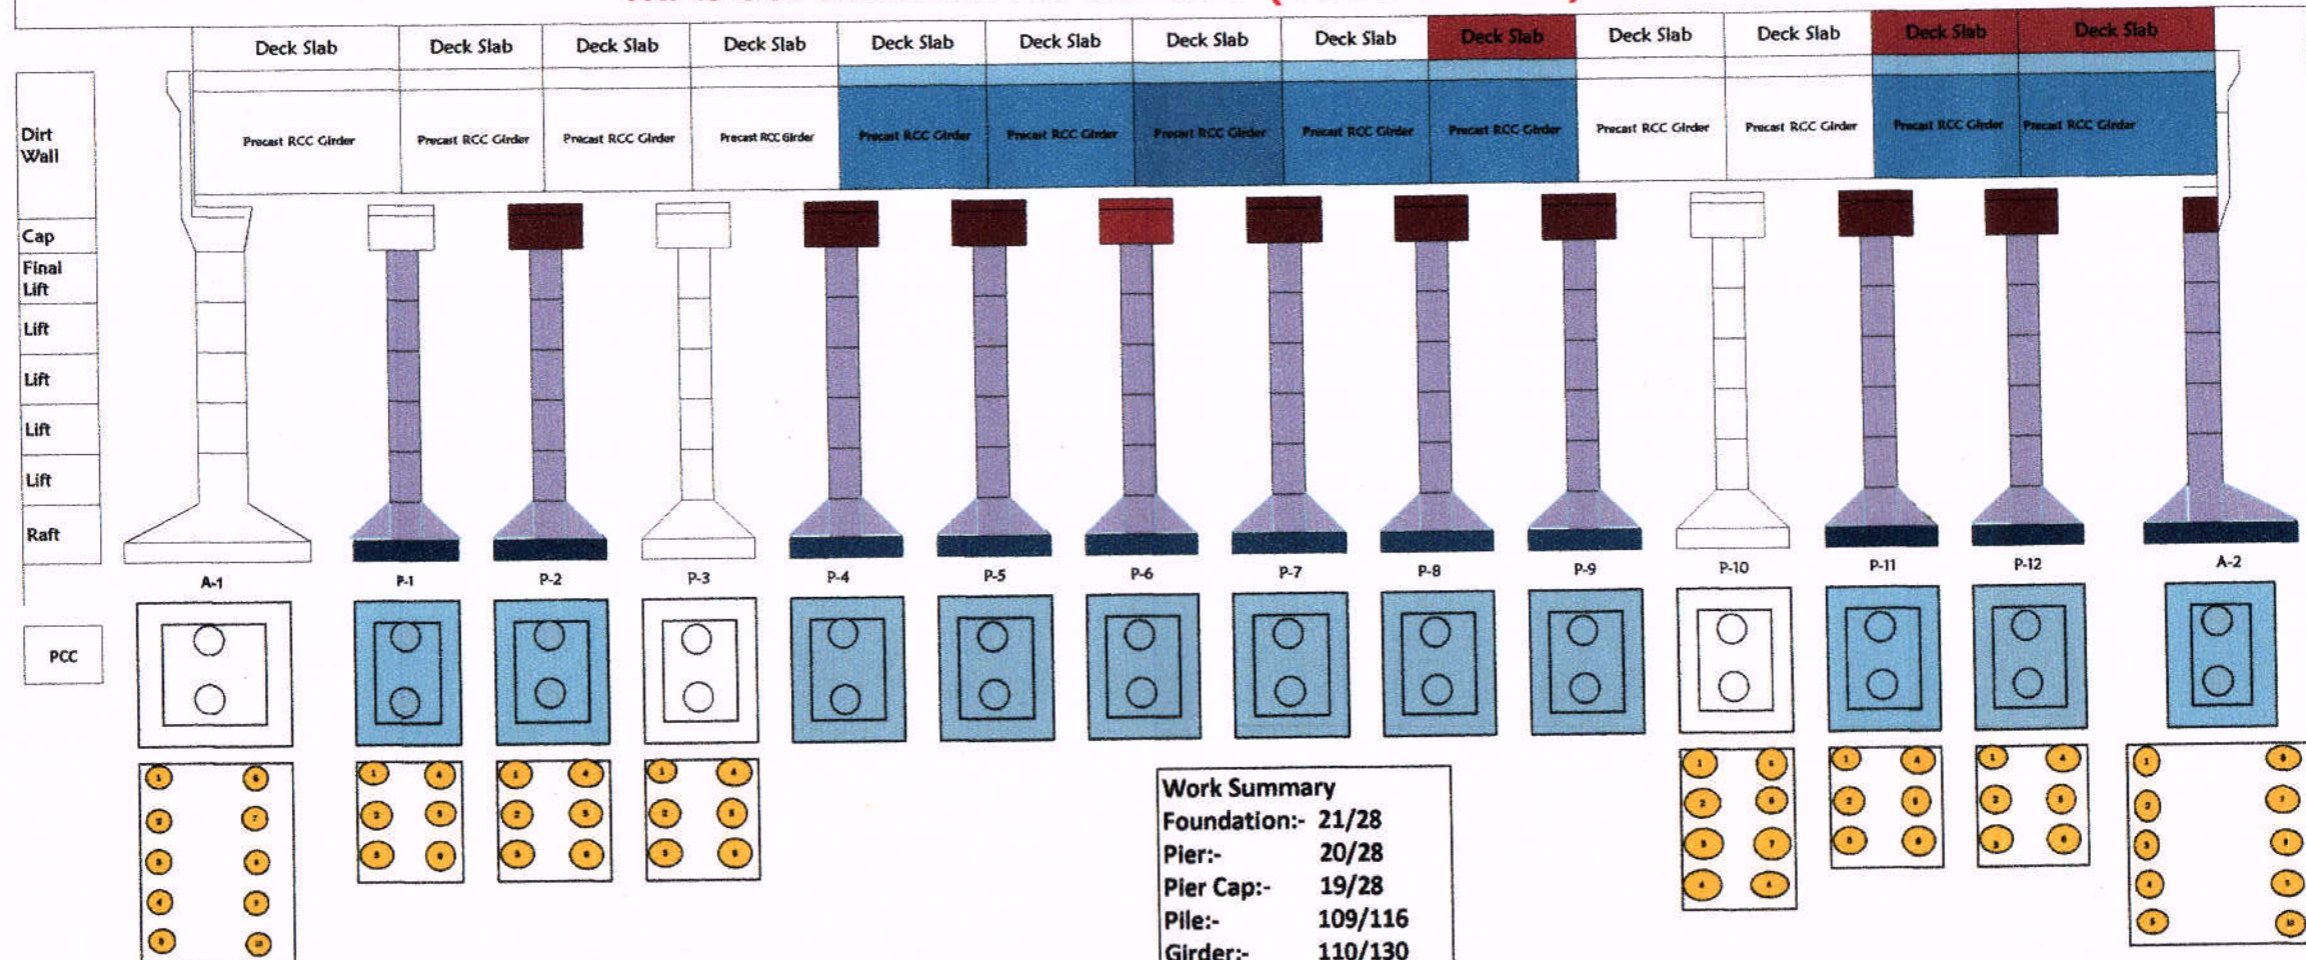 Deck Slab Deck Slab Deck Slab Deck Slab Deck Slab Deck Slab Deck Slab Deck Slab Deck Slab Deck Slab Deck Slab Deck Slab Deck Slab
Dirt
Wall
Precast RCC Girder Precast RCC Girder Precast RCC Girder Precast RCC Girder Precast RCC Girder Precast RCC Girder Precast RCC Girder Precast RCC Girder Precast RCC Girder Precast RCC Girder Precast RCC Girder Precast RCC Girder Precast RCC Girder
Cap
Final
Lift
Lift
Lift
Lift
Lift
Raft
A-1 P-1 P-2 P-3 P-4 P-5 P-6 P-7 P-8 P-9 P-10 P-11 P-12 A-2
PCC
Work Summary
Foundation:- 21/28
Pier:- 20/28
Pier Cap:- 19/28
Pile:- 109/116
Girder:- 110/130